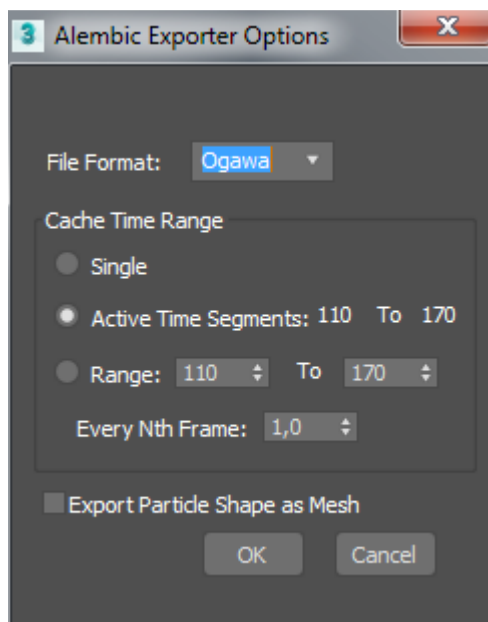 3 Alembic Exporter Options X
File Format: Ogawa
Cache Time Range
Single
Active Time Segments: 110 To 170
Range: 110 To 170
Every Nth Frame: 1,0
Export Particle Shape as Mesh
OK Cancel